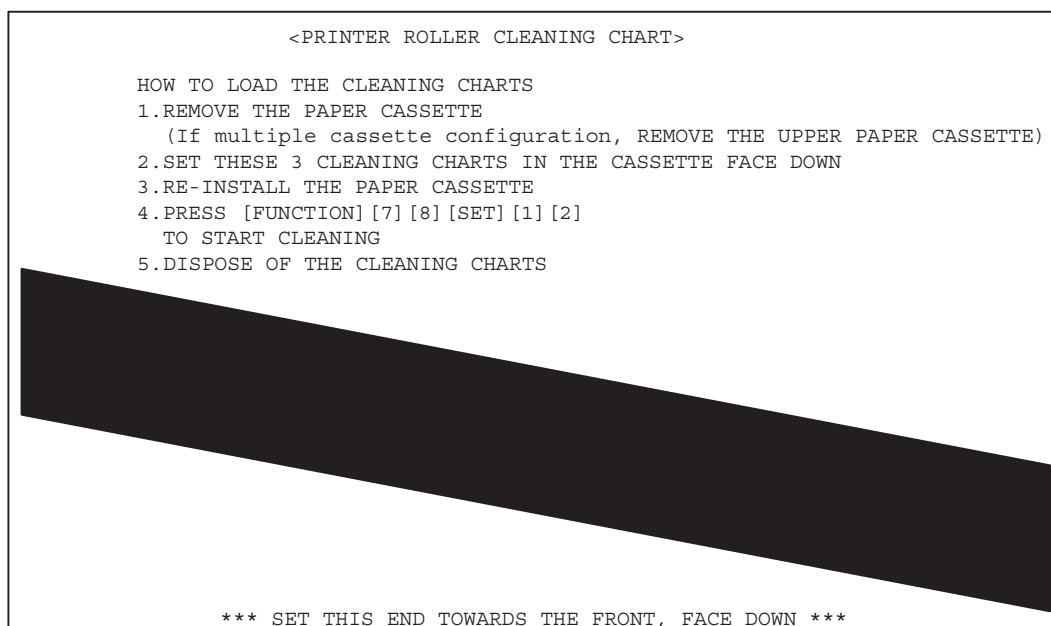 <PRINTER ROLLER CLEANING CHART>
HOW TO LOAD THE CLEANING CHARTS
1.REMOVE THE PAPER CASSETTE
(If multiple cassette configuration, REMOVE THE UPPER PAPER CASSETTE)
2.SET THESE 3 CLEANING CHARTS IN THE CASSETTE FACE DOWN
3.RE-INSTALL THE PAPER CASSETTE
4.PRESS [FUNCTION][7][8][SET][1][2]
TO START CLEANING
5.DISPOSE OF THE CLEANING CHARTS
*** SET THIS END TOWARDS THE FRONT, FACE DOWN ***